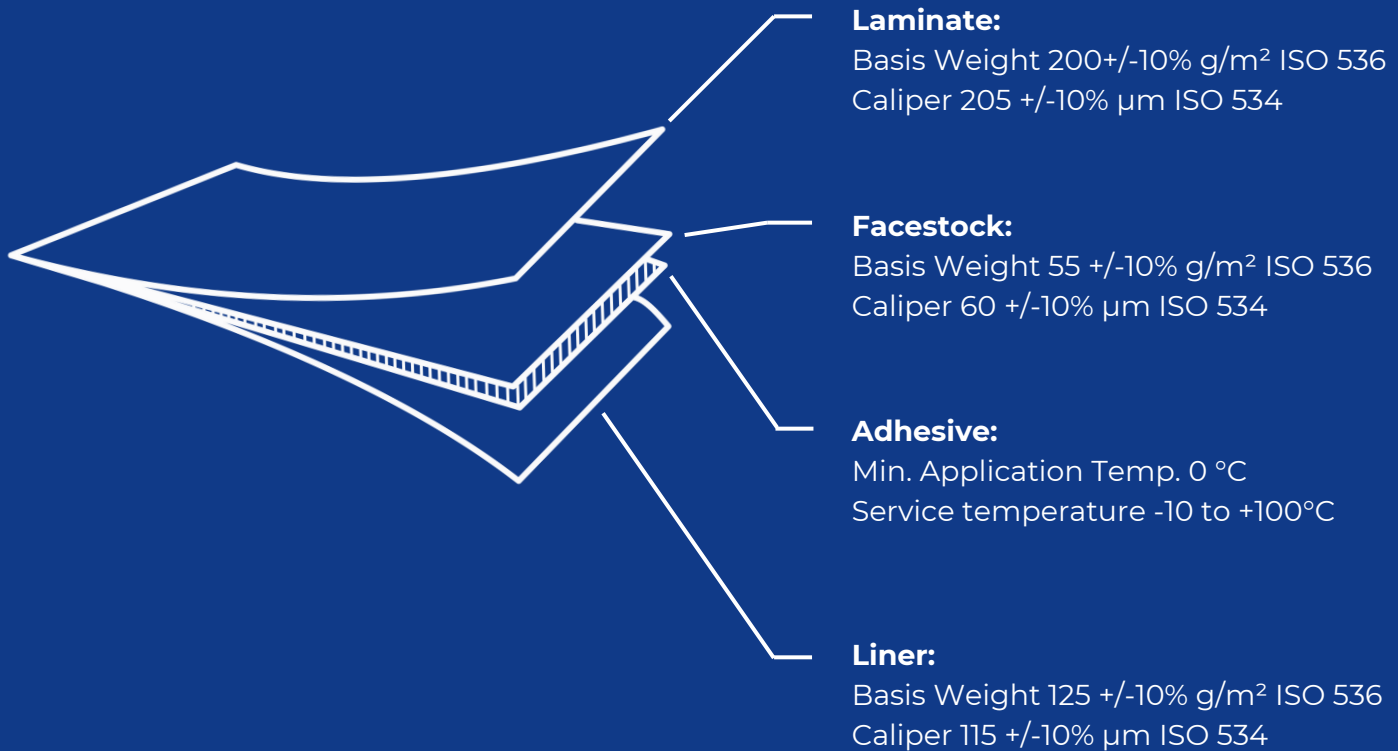 Laminate:
Basis Weight 200+/-10% g/m² ISO 536
Caliper 205 +/-10% µm ISO 534
Facestock:
Basis Weight 55 +/-10% g/m² ISO 536
Caliper 60 +/-10% µm ISO 534
Adhesive:
Min. Application Temp. 0 °C
Service temperature -10 to +100°C
Liner:
Basis Weight 125 +/-10% g/m² ISO 536
Caliper 115 +/-10% µm ISO 534